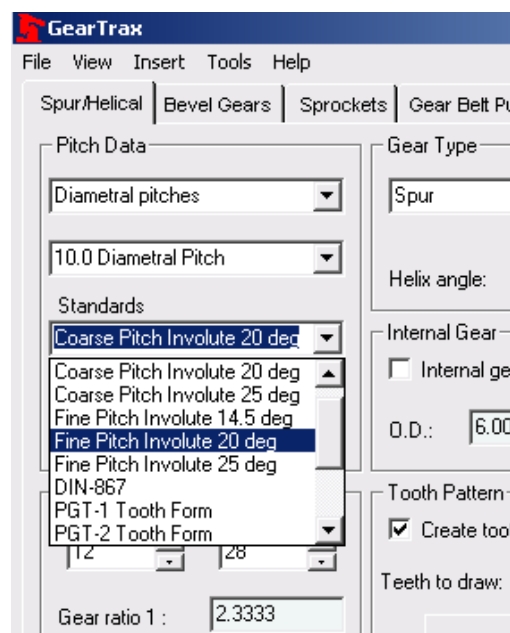 GearTrax
File View Insert Tools Help
Spur/Helical Bevel Gears Sprockets Gear Belt
Pitch Data
Diametral pitches
10.0 Diametral Pitch
Standards
Coarse Pitch Involute 20 deg
Coarse Pitch Involute 20 deg
Coarse Pitch Involute 25 deg
Fine Pitch Involute 14.5 deg
Fine Pitch Involute 20 deg
Fine Pitch Involute 25 deg
DIN-867
PGT-1 Tooth Form
PGT-2 Tooth Form
12 28
Gear ratio 1 : 2.3333
Gear Type
Spur
Helix angle:
Internal Gear
Internal ge
O.D.: 6.00
Tooth Pattern
Create too
Teeth to draw: